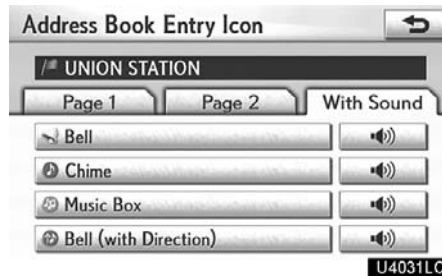 Address Book Entry Icon
UNION STATION
Page 1 Page 2 With Sound
Bell
Chime
Music Box
Bell (with Direction)
U4031LC